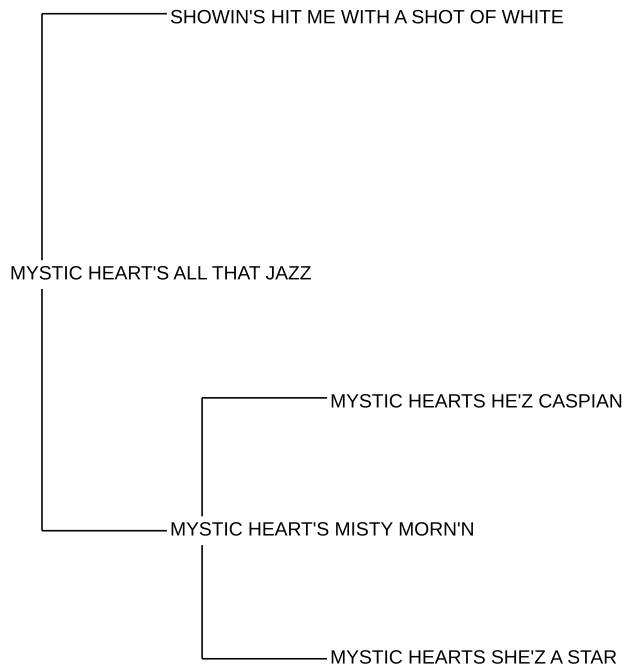 SHOWIN'S HIT ME WITH A SHOT OF WHITE
MYSTIC HEART'S ALL THAT JAZZ
MYSTIC HEARTS HE'Z CASPIAN
MYSTIC HEART'S MISTY MORN'N
MYSTIC HEARTS SHE'Z A STAR